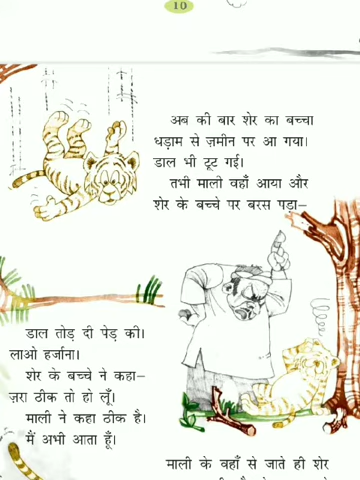 10
अब की बार शेर का बच्चा
धड़ाम से ज़मीन पर आ गया।
डाल भी टूट गई।
तभी माली वहाँ आया और
शेर के बच्चे पर बरस पड़ा–
डाल तोड़ दी पेड़ की।
लाओ हर्जाना।
शेर के बच्चे ने कहा–
ज़रा ठीक तो हो लूँ।
माली ने कहा ठीक है।
मैं अभी आता हूँ।
माली के वहाँ से जाते ही शेर